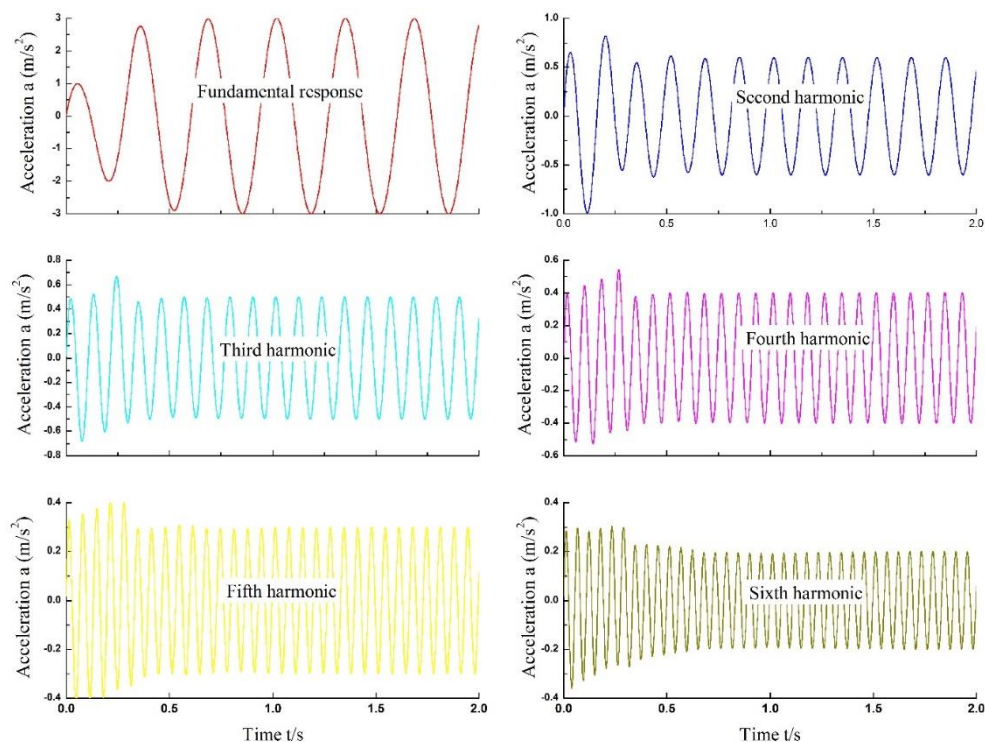 Acceleration a (m/s²)
3
2
1
0
-1
-2
-3
Fundamental response
Acceleration a (m/s²)
1.0
0.5
0.0
-0.5
-1.0
Second harmonic
0.0 0.5 1.0 1.5 2.0
Acceleration a (m/s²)
0.8
0.6
0.4
0.2
0.0
-0.2
-0.4
-0.6
-0.8
Third harmonic
Acceleration a (m/s²)
0.6
0.4
0.2
0.0
-0.2
-0.4
-0.6
Fourth harmonic
Acceleration a (m/s²)
0.4
0.2
0.0
-0.2
-0.4
Fifth harmonic
0.0 0.5 1.0 1.5 2.0
Time t/s
Acceleration a (m/s²)
0.4
0.2
0.0
-0.2
-0.4
Sixth harmonic
0.0 0.5 1.0 1.5 2.0
Time t/s